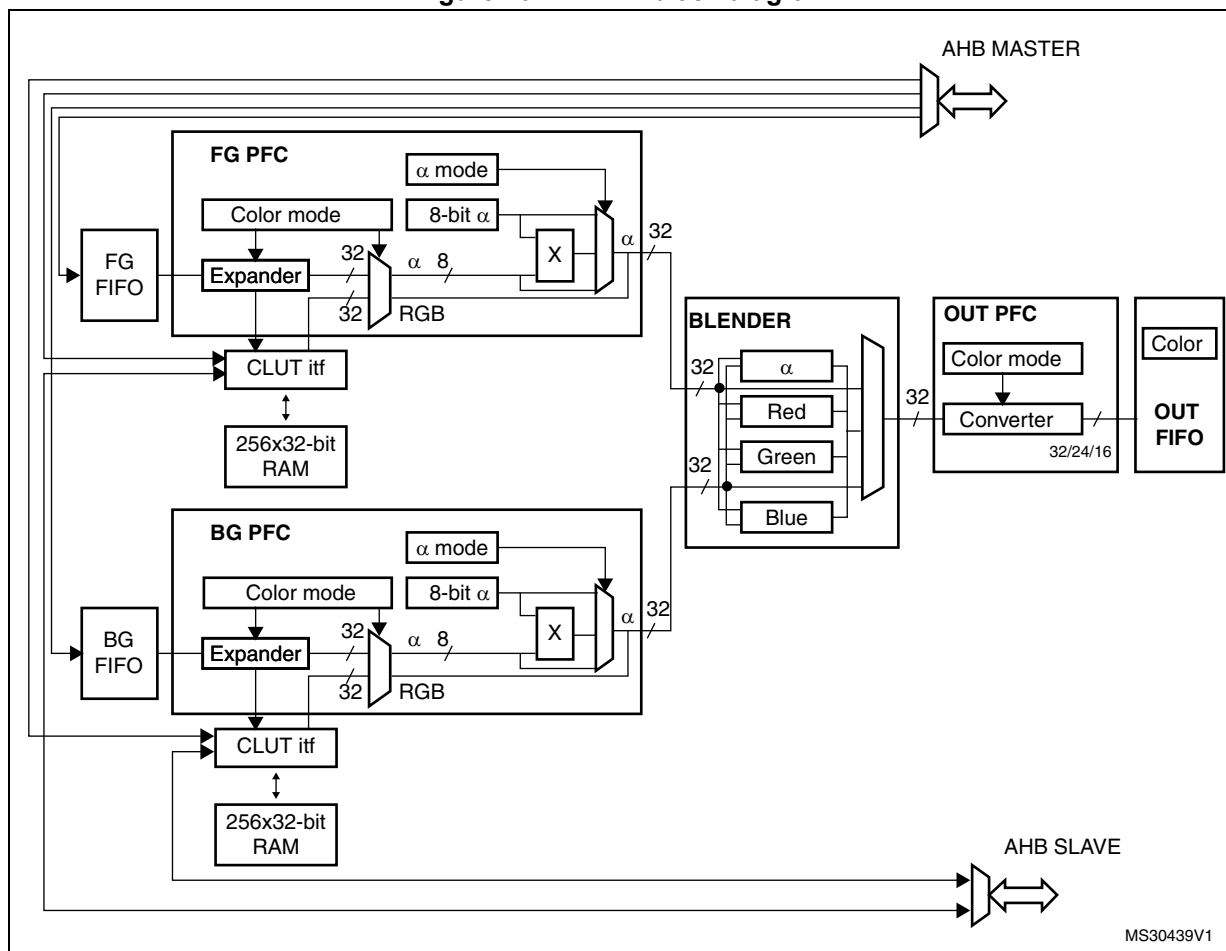 AHB MASTER
FG PFC
α mode
Color mode
8-bit α
32
α
32
FG
FIFO
Expander
α 8
X
32
RGB
CLUT itf
256x32-bit
RAM
BLENDER
32
α
Red
Green
32
Blue
32
OUT PFC
Color mode
Converter
32/24/16
Color
OUT
FIFO
BG PFC
α mode
Color mode
8-bit α
32
α
32
BG
FIFO
Expander
α 8
X
32
RGB
CLUT itf
256x32-bit
RAM
AHB SLAVE
MS30439V1